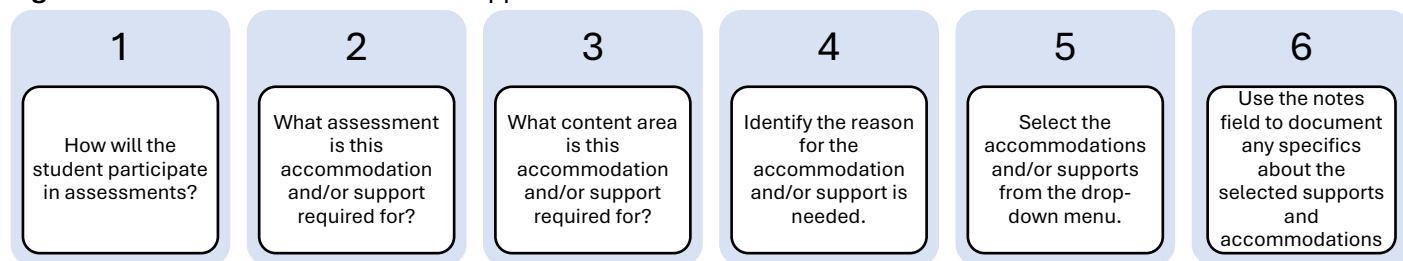 1
How will the
student participate
in assessments?
2
What assessment
is this
accommodation
and/or support
required for?
3
What content area
is this
accommodation
and/or support
required for?
4
Identify the reason
for the
accommodation
and/or support is
needed.
5
Select the
accommodations
and/or supports
from the drop-
down menu.
6
Use the notes
field to document
any specifics
about the
selected supports
and
accommodations